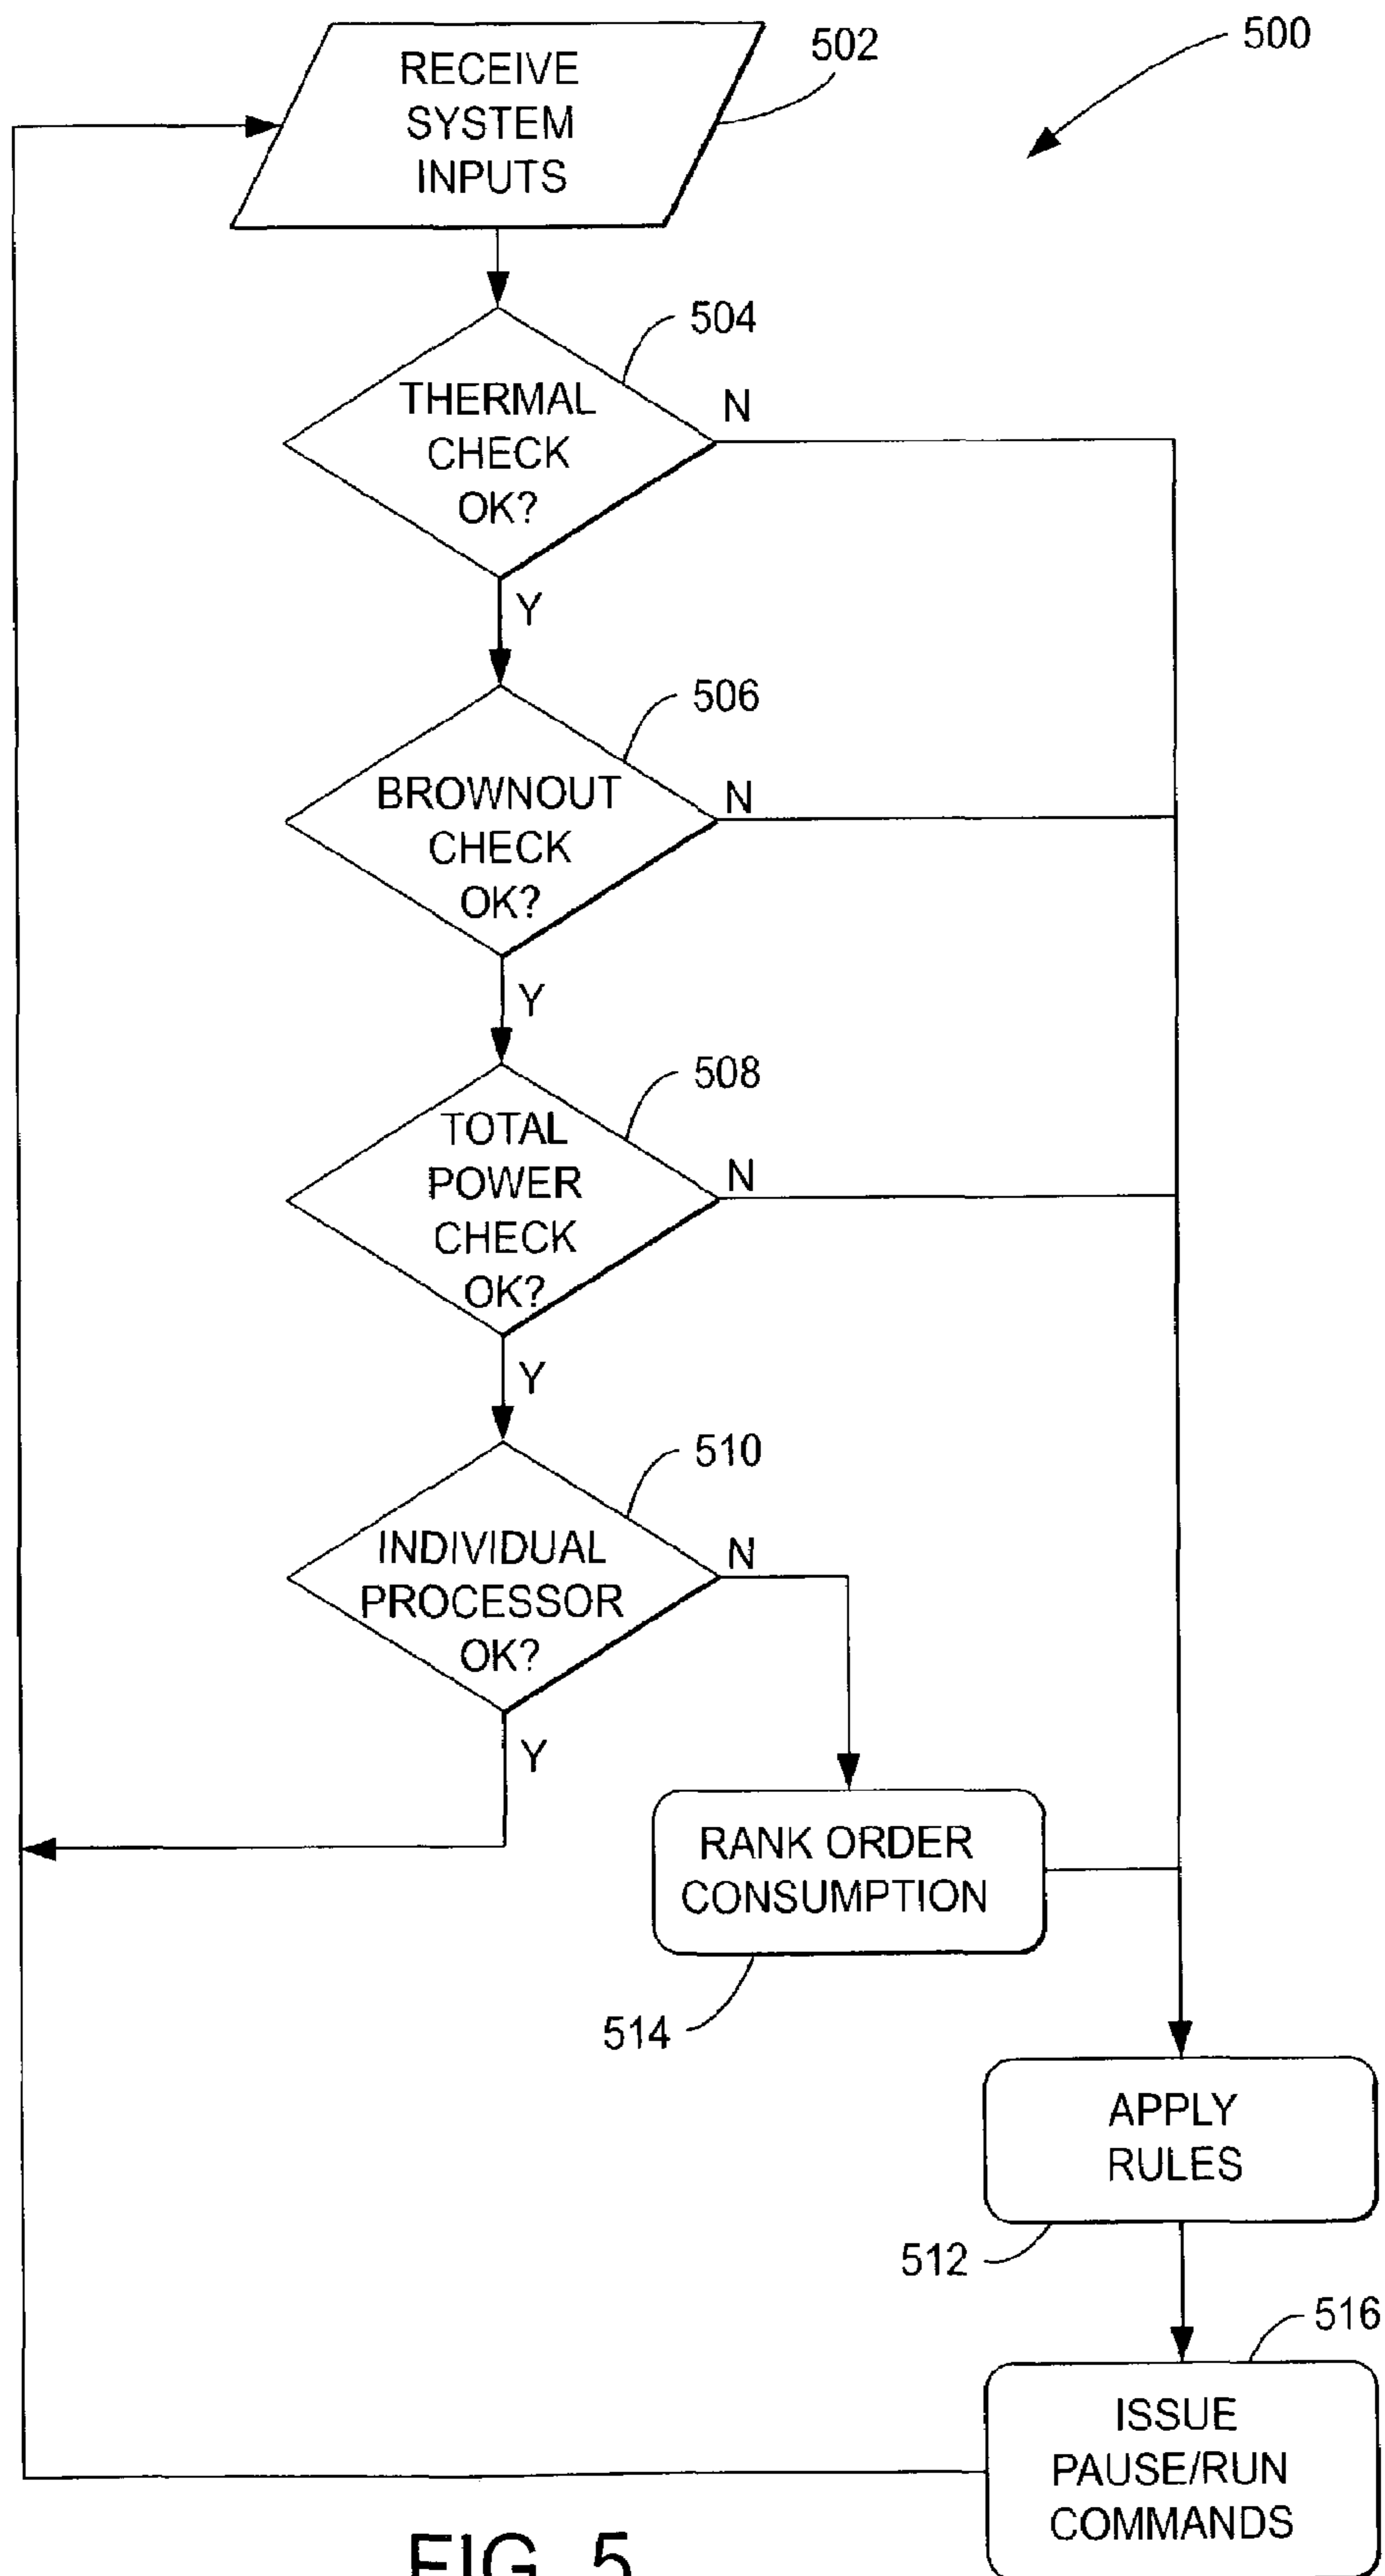 500
502
RECEIVE
SYSTEM
INPUTS
504
THERMAL
CHECK
OK?
N
Y
506
BROWNOUT
CHECK
OK?
N
Y
508
TOTAL
POWER
CHECK
OK?
N
Y
510
INDIVIDUAL
PROCESSOR
OK?
N
Y
RANK ORDER
CONSUMPTION
514
APPLY
RULES
512
516
ISSUE
PAUSE/RUN
COMMANDS
FIG. 5